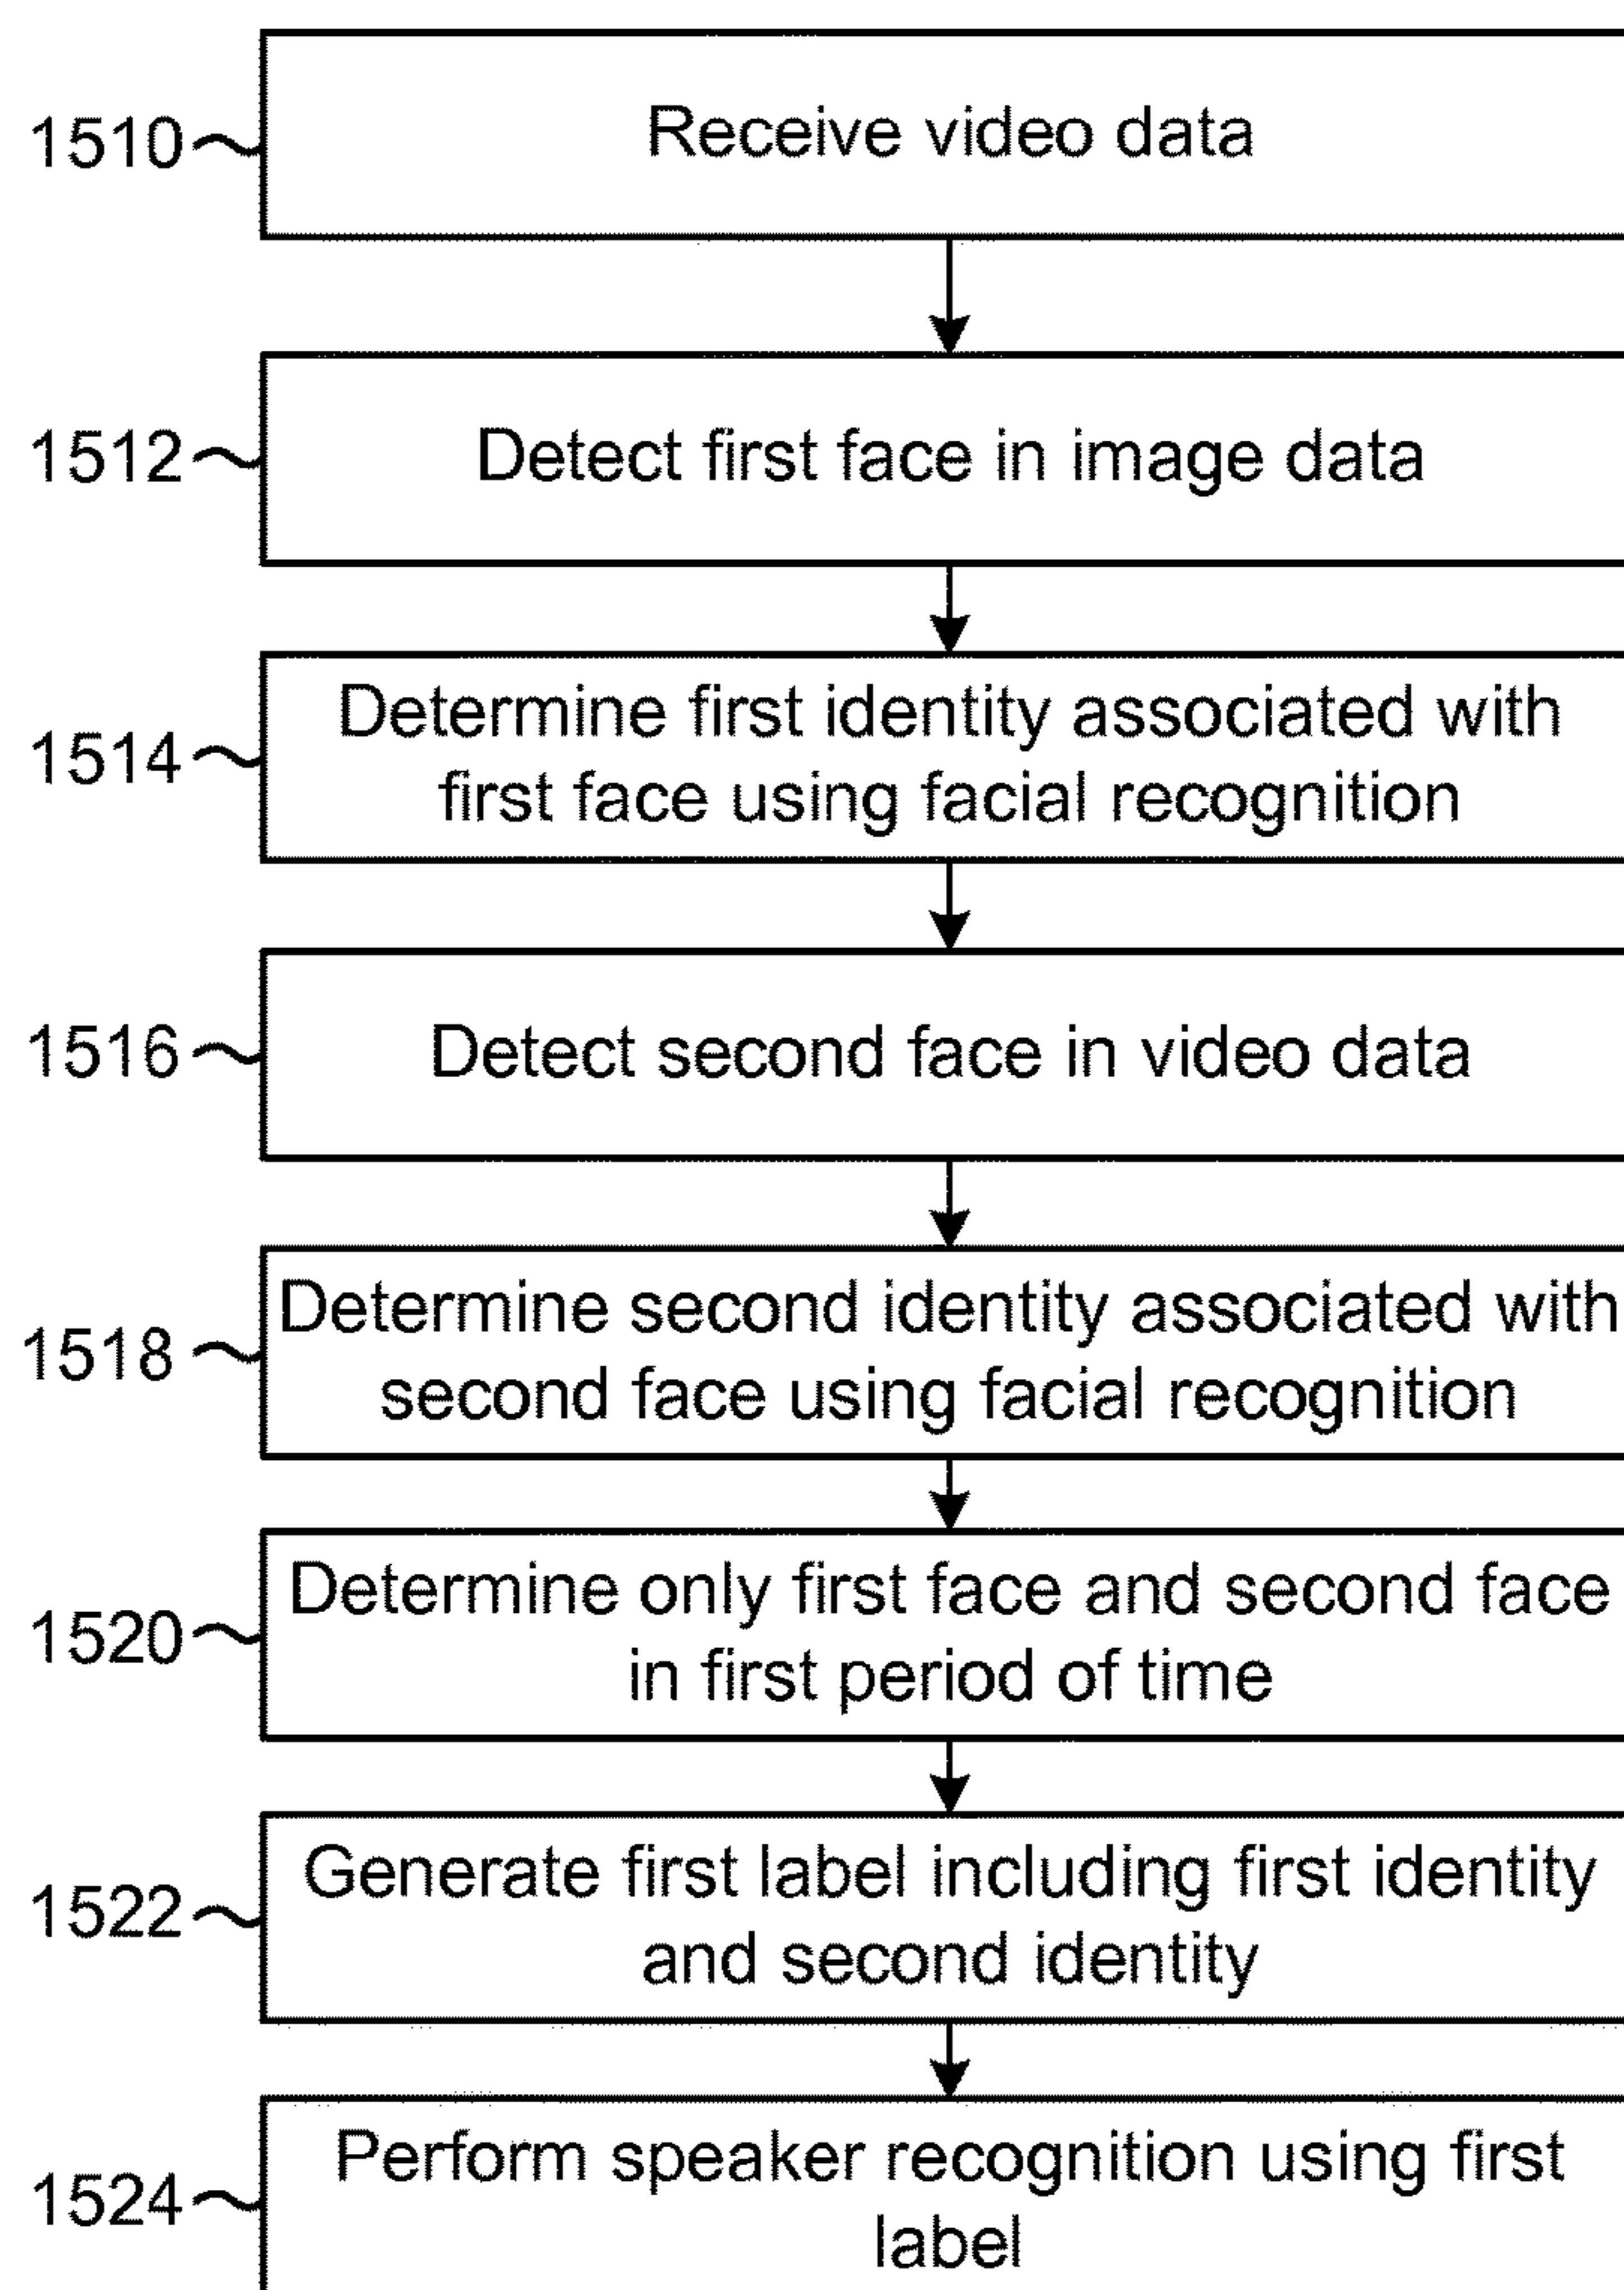 1510
Receive video data
1512
Detect first face in image data
1514
Determine first identity associated with
first face using facial recognition
1516
Detect second face in video data
1518
Determine second identity associated with
second face using facial recognition
1520
Determine only first face and second face
in first period of time
1522
Generate first label including first identity
and second identity
1524
Perform speaker recognition using first
label